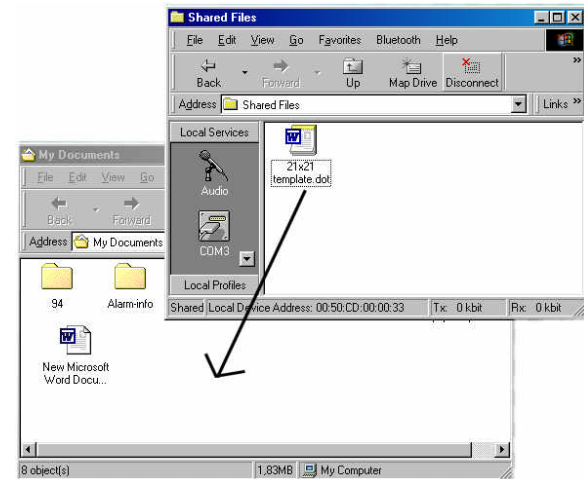 Shared Files
File Edit View Go Favorites Bluetooth Help
Back Forward Up Map Drive Disconnect »
Address Shared Files Links »
Local Services
Audio
COM3
Local Profiles
21x21
template.dot
Shared Local Device Address: 00:50:CD:00:00:33 Tx: 0 kbit Rx: 0 kbit
My Documents
File Edit View Go
Back Forward
Address My Documents
94 Alarm-info
New Microsoft
Word Docu...
8 object(s) 1,83MB My Computer